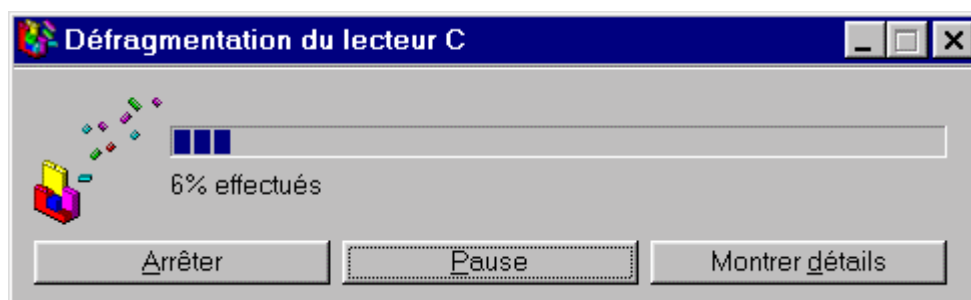 Défragmentation du lecteur C
6% effectués
Arrêter
Pause
Montrer détails